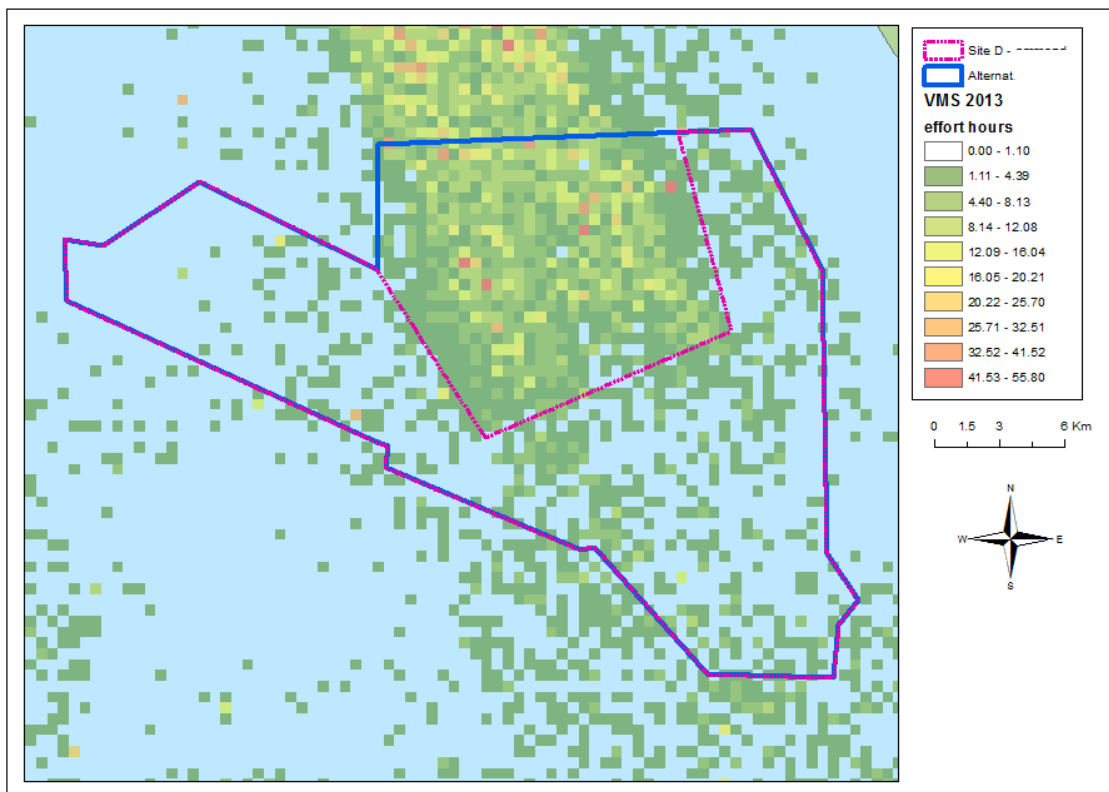 Site D -
Alternat.
VMS 2013
effort hours
0.00 - 1.10
1.11 - 4.39
4.40 - 8.13
8.14 - 12.08
12.09 - 16.04
16.05 - 20.21
20.22 - 25.70
25.71 - 32.51
32.52 - 41.52
41.53 - 55.80
0 1.5 3 6 Km
N
W E
S